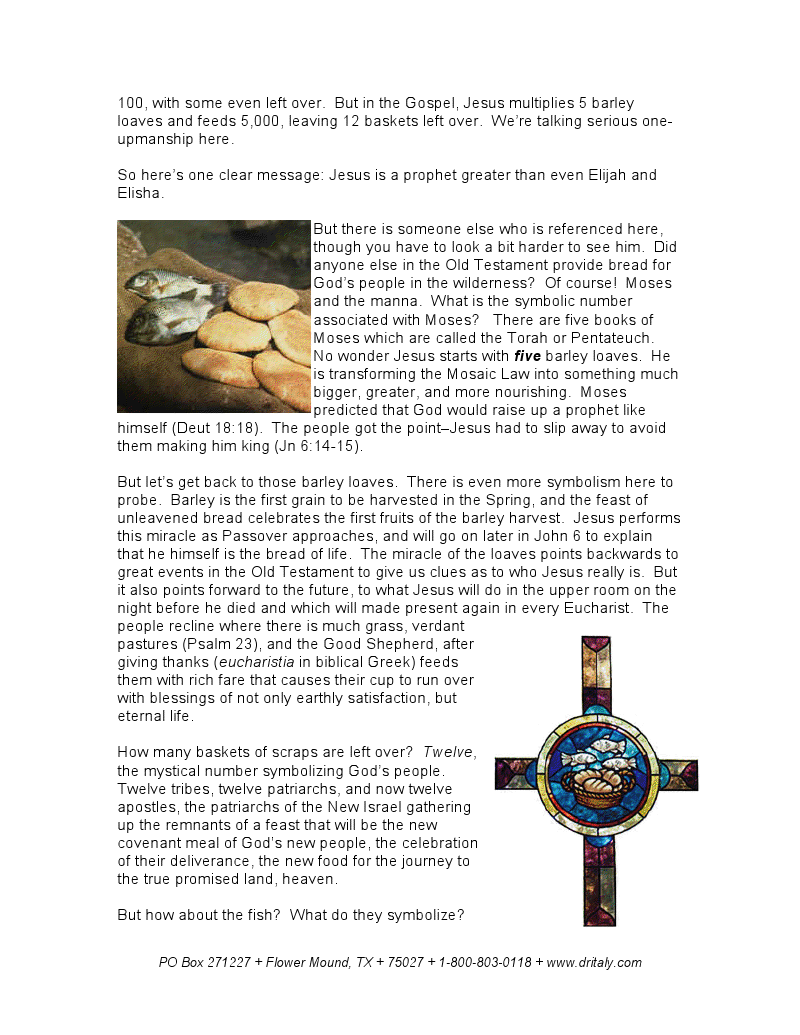 100, with some even left over.  But in the Gospel, Jesus multiplies 5 barley
loaves and feeds 5,000, leaving 12 baskets left over.  We’re talking serious one-
upmanship here.
So here’s one clear message: Jesus is a prophet greater than even Elijah and
Elisha.
But there is someone else who is referenced here,
though you have to look a bit harder to see him.  Did
anyone else in the Old Testament provide bread for
God’s people in the wilderness?  Of course!  Moses
and the manna.  What is the symbolic number
associated with Moses?   There are five books of
Moses which are called the Torah or Pentateuch.
No wonder Jesus starts with five barley loaves.  He
is transforming the Mosaic Law into something much
bigger, greater, and more nourishing.  Moses
predicted that God would raise up a prophet like
himself (Deut 18:18).  The people got the point–Jesus had to slip away to avoid
them making him king (Jn 6:14-15).
But let’s get back to those barley loaves.  There is even more symbolism here to
probe.  Barley is the first grain to be harvested in the Spring, and the feast of
unleavened bread celebrates the first fruits of the barley harvest.  Jesus performs
this miracle as Passover approaches, and will go on later in John 6 to explain
that he himself is the bread of life.  The miracle of the loaves points backwards to
great events in the Old Testament to give us clues as to who Jesus really is.  But
it also points forward to the future, to what Jesus will do in the upper room on the
night before he died and which will made present again in every Eucharist.  The
people recline where there is much grass, verdant
pastures (Psalm 23), and the Good Shepherd, after
giving thanks (eucharistia in biblical Greek) feeds
them with rich fare that causes their cup to run over
with blessings of not only earthly satisfaction, but
eternal life.
How many baskets of scraps are left over?  Twelve,
the mystical number symbolizing God’s people.
Twelve tribes, twelve patriarchs, and now twelve
apostles, the patriarchs of the New Israel gathering
up the remnants of a feast that will be the new
covenant meal of God’s new people, the celebration
of their deliverance, the new food for the journey to
the true promised land, heaven.
But how about the fish?  What do they symbolize?
PO Box 271227 + Flower Mound, TX + 75027 + 1-800-803-0118 + www.dritaly.com